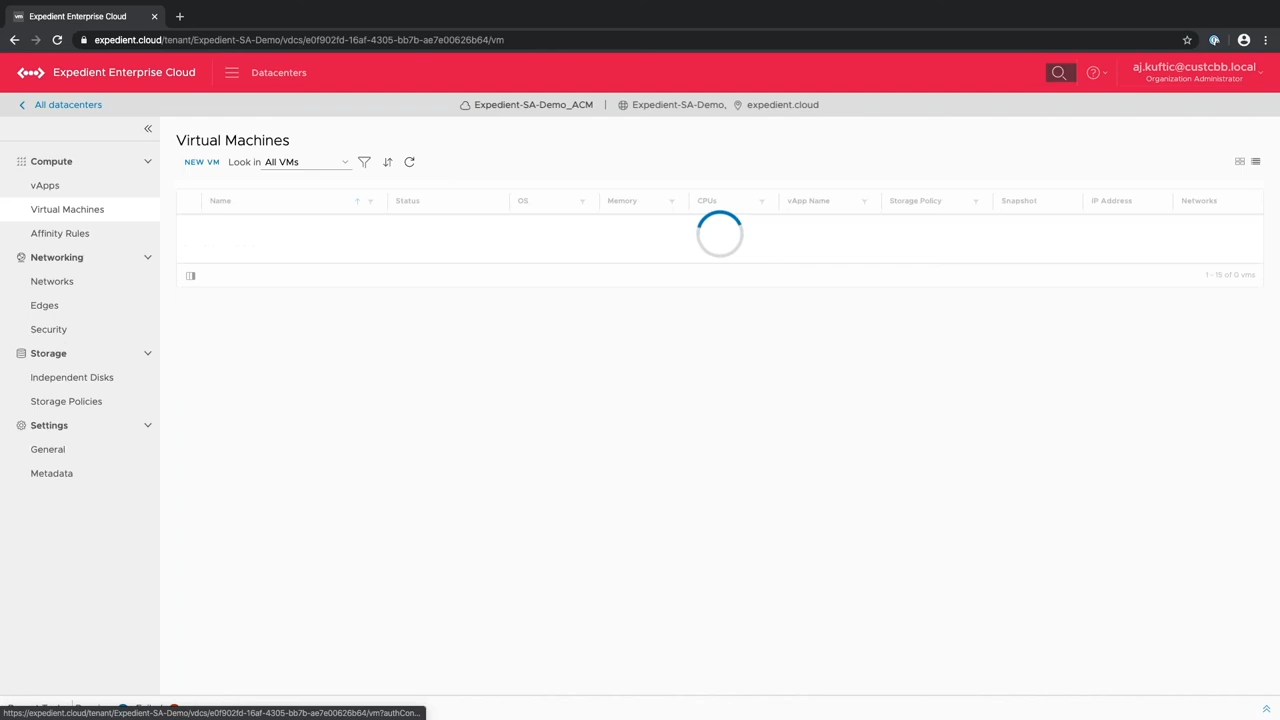 vm Expedient Enterprise Cloud
expedient.cloud/tenant/Expedient-SA-Demo/vdcs/e0f902fd-16af-4305-bb7b-ae7e00626b64/vm
Expedient Enterprise Cloud
Datacenters
aj.kuftic@custcbb.local
Organization Administrator
All datacenters
Expedient-SA-Demo_ACM | Expedient-SA-Demo, expedient.cloud
Compute
vApps
Virtual Machines
Affinity Rules
Networking
Networks
Edges
Security
Storage
Independent Disks
Storage Policies
Settings
General
Metadata
Virtual Machines
NEW VM Look in All VMs
Name Status OS Memory CPUs vApp Name Storage Policy Snapshot IP Address Networks
1 - 15 of 0 vms
https://expedient.cloud/tenant/Expedient-SA-Demo/vdcs/e0f902fd-16af-4305-bb7b-ae7e00626b64/vm?authCon...